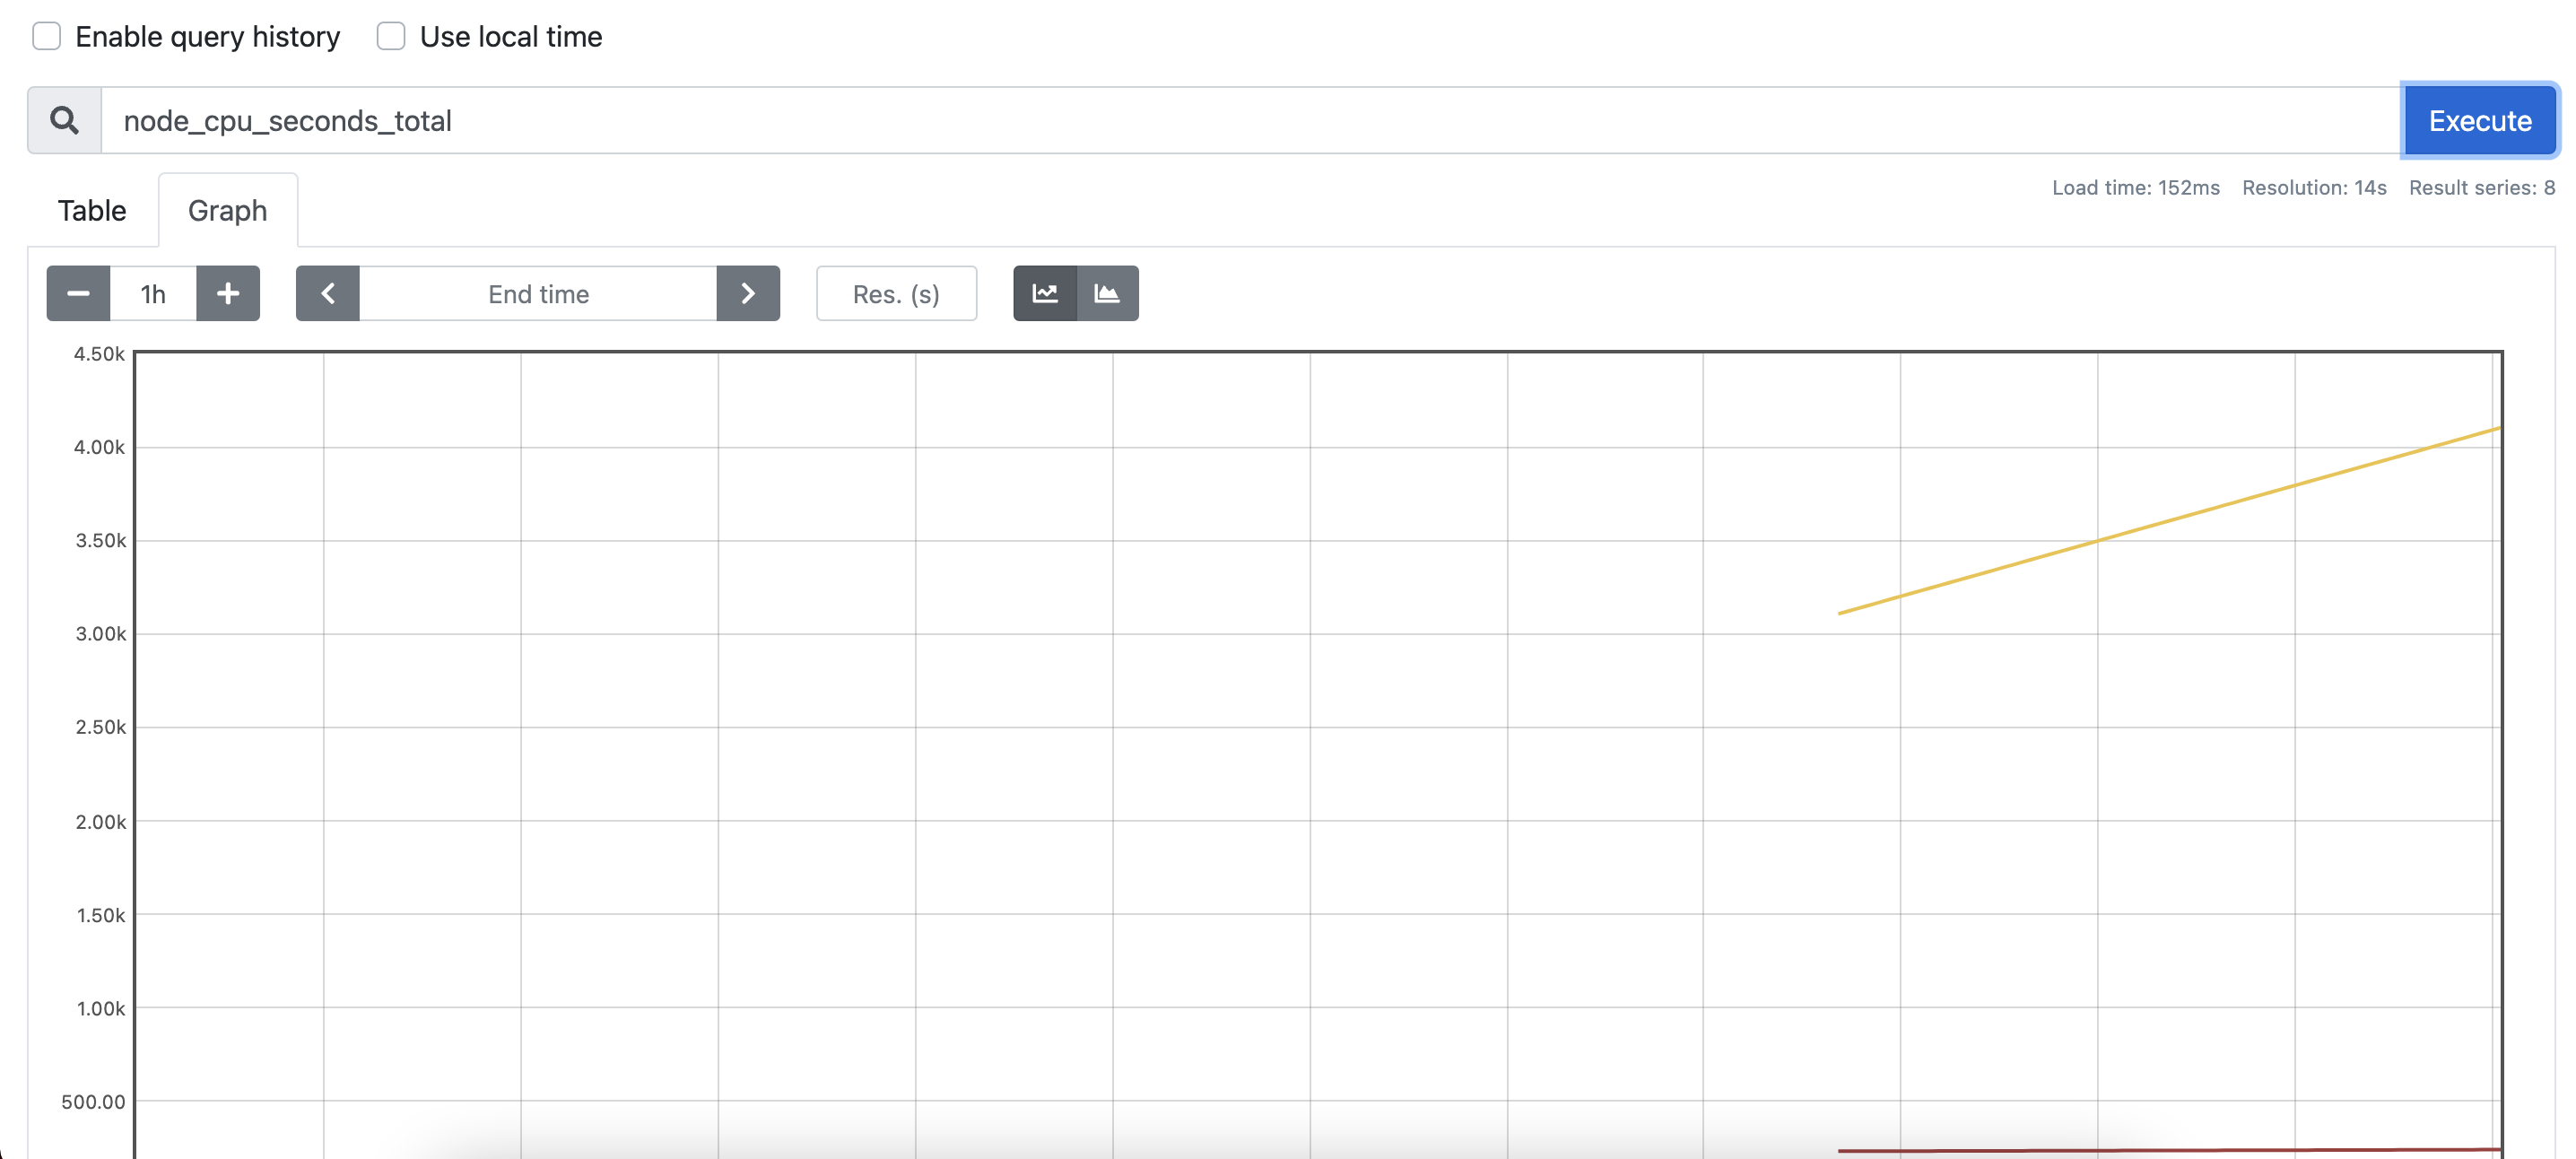 Enable query history Use local time
node_cpu_seconds_total Execute
Table Graph Load time: 152ms Resolution: 14s Result series: 8
1h End time Res. (s)
4.50k
4.00k
3.50k
3.00k
2.50k
2.00k
1.50k
1.00k
500.00